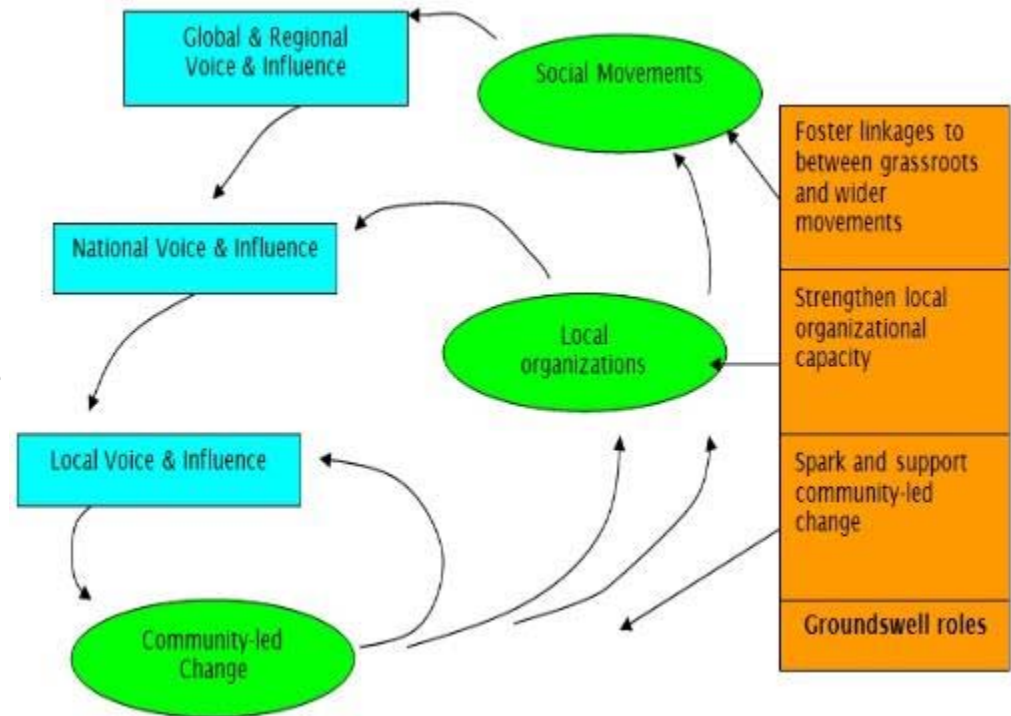 Global & Regional
Voice & Influence
Social Movements
Foster linkages to
between grassroots
and wider
movements
National Voice & Influence
Strengthen local
organizational
capacity
Local
organizations
Local Voice & Influence
Spark and support
community-led
change
Community-led
Change
Groundswell roles